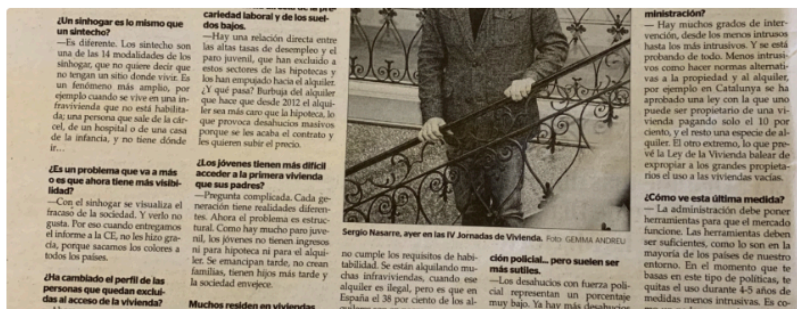 ¿Un sinhogar es lo mismo que
un sintecho?
—Es diferente. Los sintecho son
una de las 14 modalidades de los
sinhogar, que no quiere decir que
no tengan un sitio donde vivir. Es
un fenómeno más amplio, por
ejemplo cuando se vive en una in-
fravivienda que no está habilita-
da; una persona que sale de la cár-
cel, de un hospital o de una casa
de la infancia, y no tiene dónde
ir...
¿Es un problema que va a más
o es que ahora tiene más visibi-
lidad?
—Con el sinhogar se visualiza el
fracaso de la sociedad. Y verlo no
gusta. Por eso cuando entregamos
el informe a la CE, no les hizo gra-
cia, porque sacamos los colores a
todos los países.
¿Ha cambiado el perfil de las
personas que quedan exclui-
das al acceso de la vivienda?
cariedad laboral y de los suel-
dos bajos.
—Hay una relación directa entre
las altas tasas de desempleo y el
paro juvenil, que han excluido a
estos sectores de las hipotecas y
los han empujado hacia el alquiler.
¿Y qué pasa? Burbuja del alquiler
que hace que desde 2012 el alqui-
ler sea más caro que la hipoteca, lo
que provoca desahucios masivos
porque se les acaba el contrato y
les quieren subir el precio.
¿Los jóvenes tienen más difícil
acceder a la primera vivienda
que sus padres?
—Pregunta complicada. Cada ge-
neración tiene realidades diferen-
tes. Ahora el problema es estruc-
tural. Como hay mucho paro juve-
nil, los jóvenes no tienen ingresos
ni para hipoteca ni para el alqui-
ler. Se emancipan tarde, no crean
familias, tienen hijos más tarde y
la sociedad envejece.
Muchos residen en viviendas
Sergio Nasarre, ayer en las IV Jornadas de Vivienda. Foto: GEMMA ANDREU
no cumple los requisitos de habi-
tabilidad. Se están alquilando mu-
chas infraviviendas, cuando ese
alquiler es ilegal, pero es que en
España el 38 por ciento de los al-
ción policial... pero suelen ser
más sutiles.
—Los desahucios con fuerza poli-
cial representan un porcentaje
muy bajo. Ya hay más desahucios
ministración?
— Hay muchos grados de inter-
vención, desde los menos intrusos
hasta los más intrusivos. Y se está
probando de todo. Menos intrusi-
vos como hacer normas alternati-
vas a la propiedad y al alquiler,
por ejemplo en Catalunya se ha
aprobado una ley con la que uno
puede ser propietario de una vi-
vienda pagando solo el 10 por
ciento, y el resto una especie de al-
quiler. El otro extremo, lo que pre-
vé la Ley de la Vivienda balear de
expropiar a los grandes propieta-
rios el uso a las viviendas vacías.
¿Cómo ve esta última medida?
— La administración debe poner
herramientas para que el mercado
funcione. Las herramientas deben
ser suficientes, como lo son en la
mayoría de los países de nuestro
entorno. En el momento que te
basas en este tipo de políticas, te
quitas el uso durante 4-5 años de
medidas menos intrusivas. Es co-